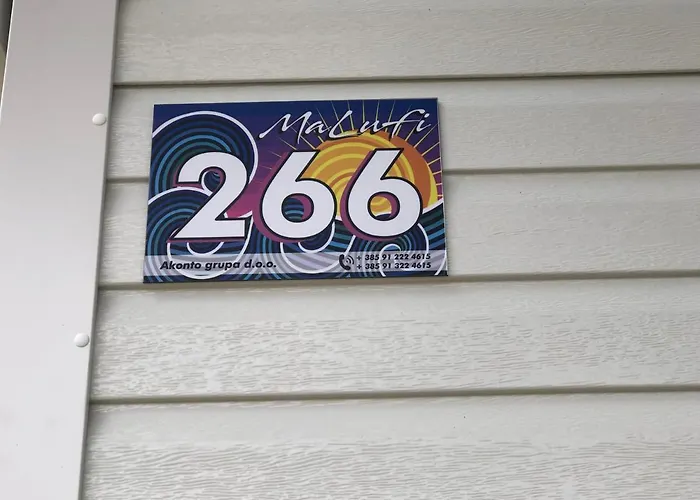 MaLuFi
266
Akonto grupa d.o.o.
+ 385 91 222 4615
+ 385 91 322 4615